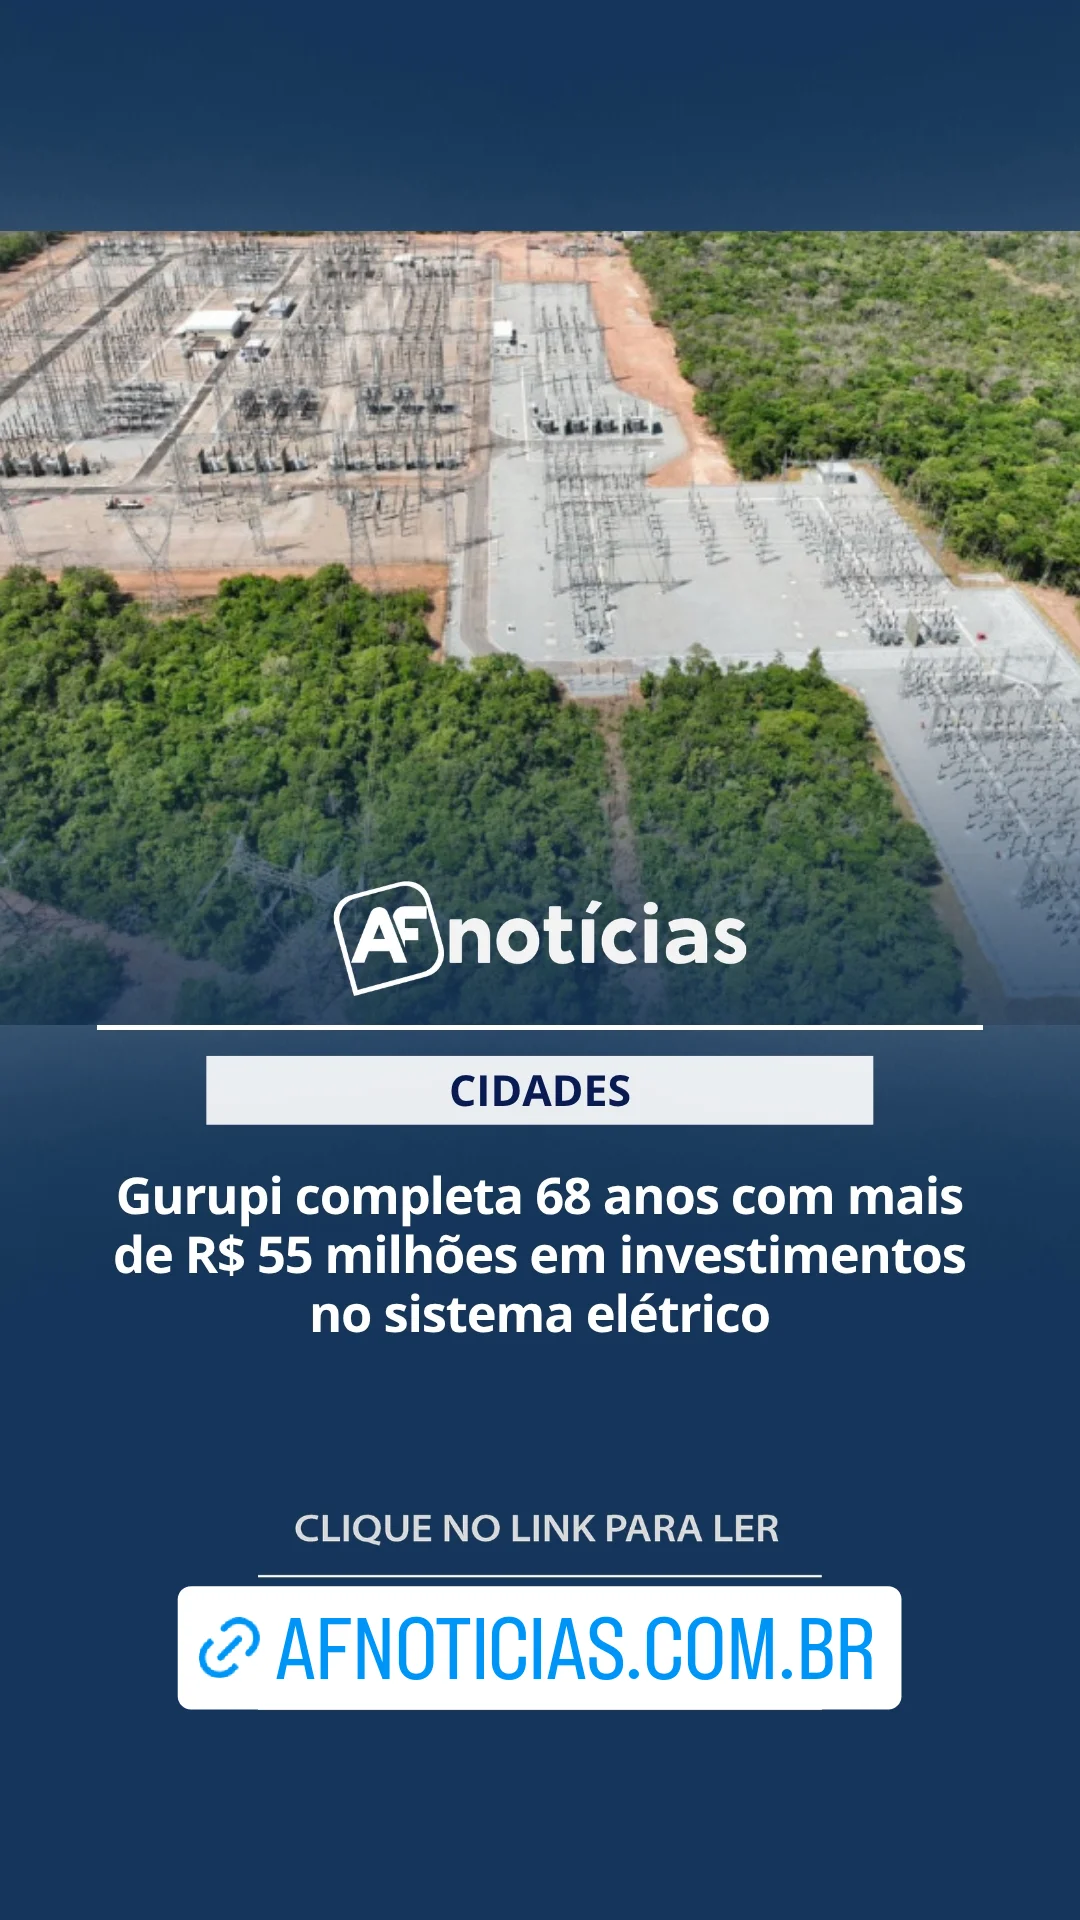 AFnotícias
CIDADES
Gurupi completa 68 anos com mais
de R$ 55 milhões em investimentos
no sistema elétrico
CLIQUE NO LINK PARA LER
AFNOTICIAS.COM.BR